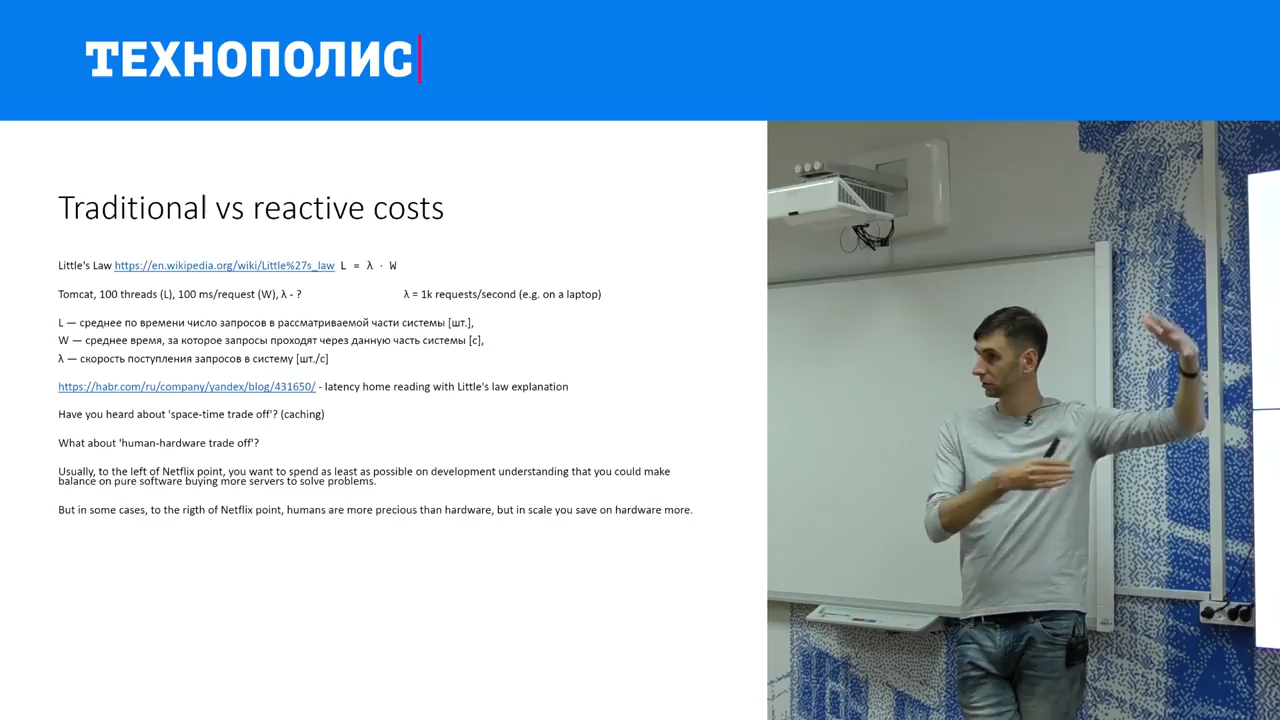 ТЕХНОПОЛИС
Traditional vs reactive costs
Little's Law https://en.wikipedia.org/wiki/Little%27s_law L = λ · W
Tomcat, 100 threads (L), 100 ms/request (W), λ - ? λ = 1k requests/second (e.g. on a laptop)
L — среднее по времени число запросов в рассматриваемой части системы [шт.],
W — среднее время, за которое запросы проходят через данную часть системы [с],
λ — скорость поступления запросов в систему [шт./с]
https://habr.com/ru/company/yandex/blog/431650/ - latency home reading with Little's law explanation
Have you heard about 'space-time trade off'? (caching)
What about 'human-hardware trade off'?
Usually, to the left of Netflix point, you want to spend as least as possible on development understanding that you could make
balance on pure software buying more servers to solve problems.
But in some cases, to the rigth of Netflix point, humans are more precious than hardware, but in scale you save on hardware more.